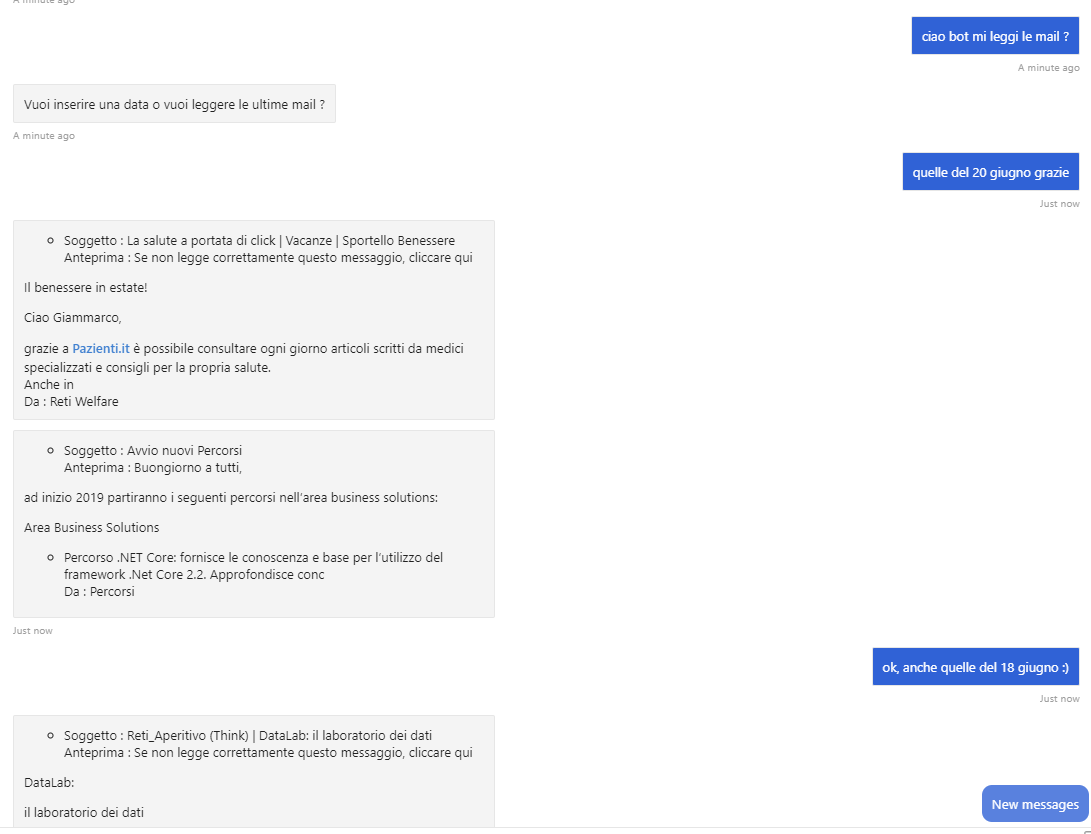 A minute ago
ciao bot mi leggi le mail ?
A minute ago
Vuoi inserire una data o vuoi leggere le ultime mail ?
A minute ago
quelle del 20 giugno grazie
Just now
Soggetto : La salute a portata di click | Vacanze | Sportello Benessere
Anteprima : Se non legge correttamente questo messaggio, cliccare qui
Il benessere in estate!
Ciao Giammarco,
grazie a Pazienti.it è possibile consultare ogni giorno articoli scritti da medici
specializzati e consigli per la propria salute.
Anche in
Da : Reti Welfare
Soggetto : Avvio nuovi Percorsi
Anteprima : Buongiorno a tutti,
ad inizio 2019 partiranno i seguenti percorsi nell’area business solutions:
Area Business Solutions
Percorso .NET Core: fornisce le conoscenza e base per l’utilizzo del
framework .Net Core 2.2. Approfondisce conc
Da : Percorsi
Just now
ok, anche quelle del 18 giugno :)
Just now
Soggetto : Reti_Aperitivo (Think) | DataLab: il laboratorio dei dati
Anteprima : Se non legge correttamente questo messaggio, cliccare qui
DataLab:
il laboratorio dei dati
New messages